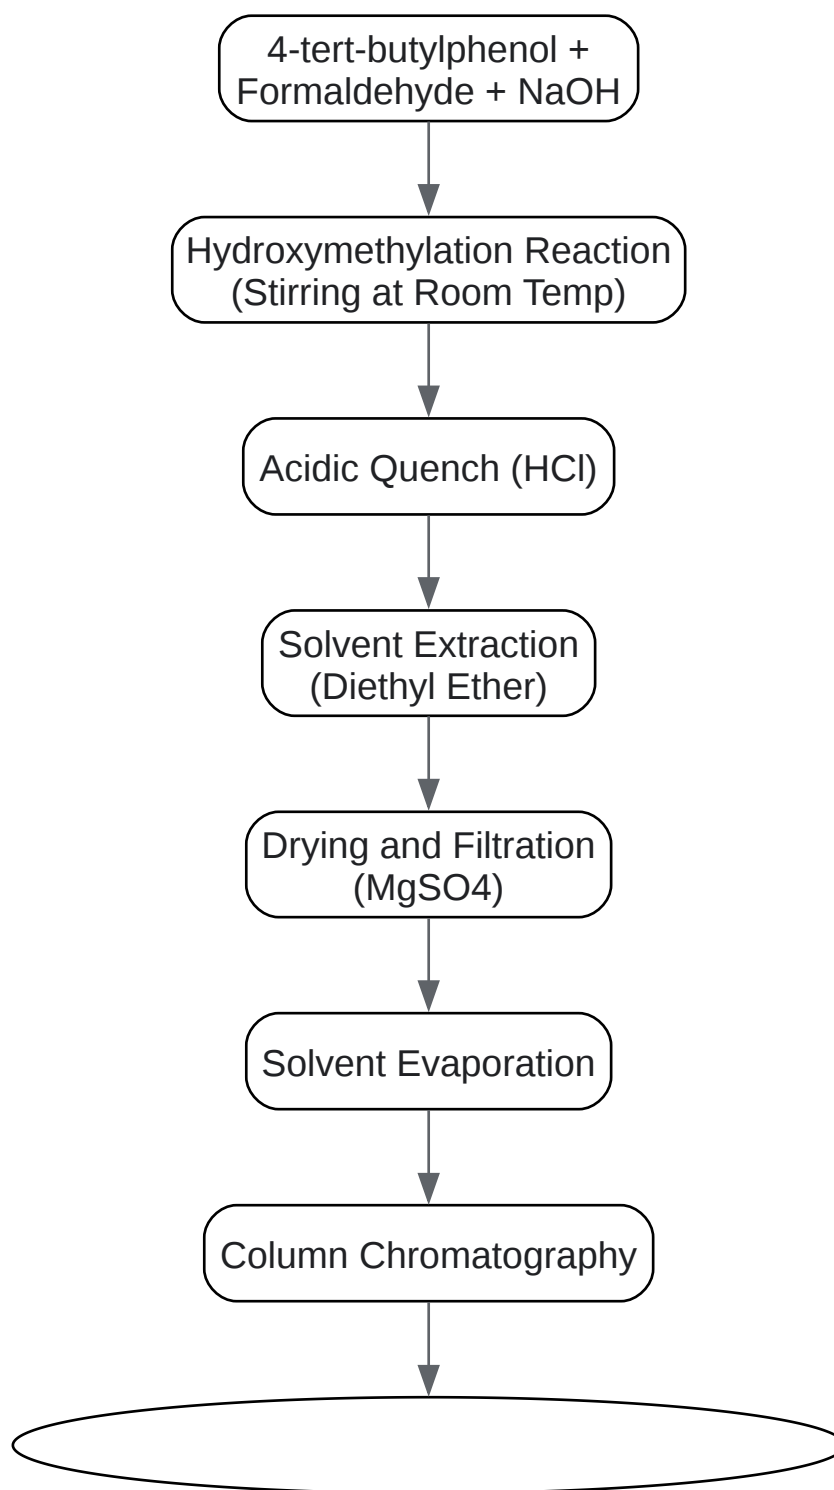 4-tert-butylphenol +
Formaldehyde + NaOH
Hydroxymethylation Reaction
(Stirring at Room Temp)
Acidic Quench (HCl)
Solvent Extraction
(Diethyl Ether)
Drying and Filtration
(MgSO4)
Solvent Evaporation
Column Chromatography